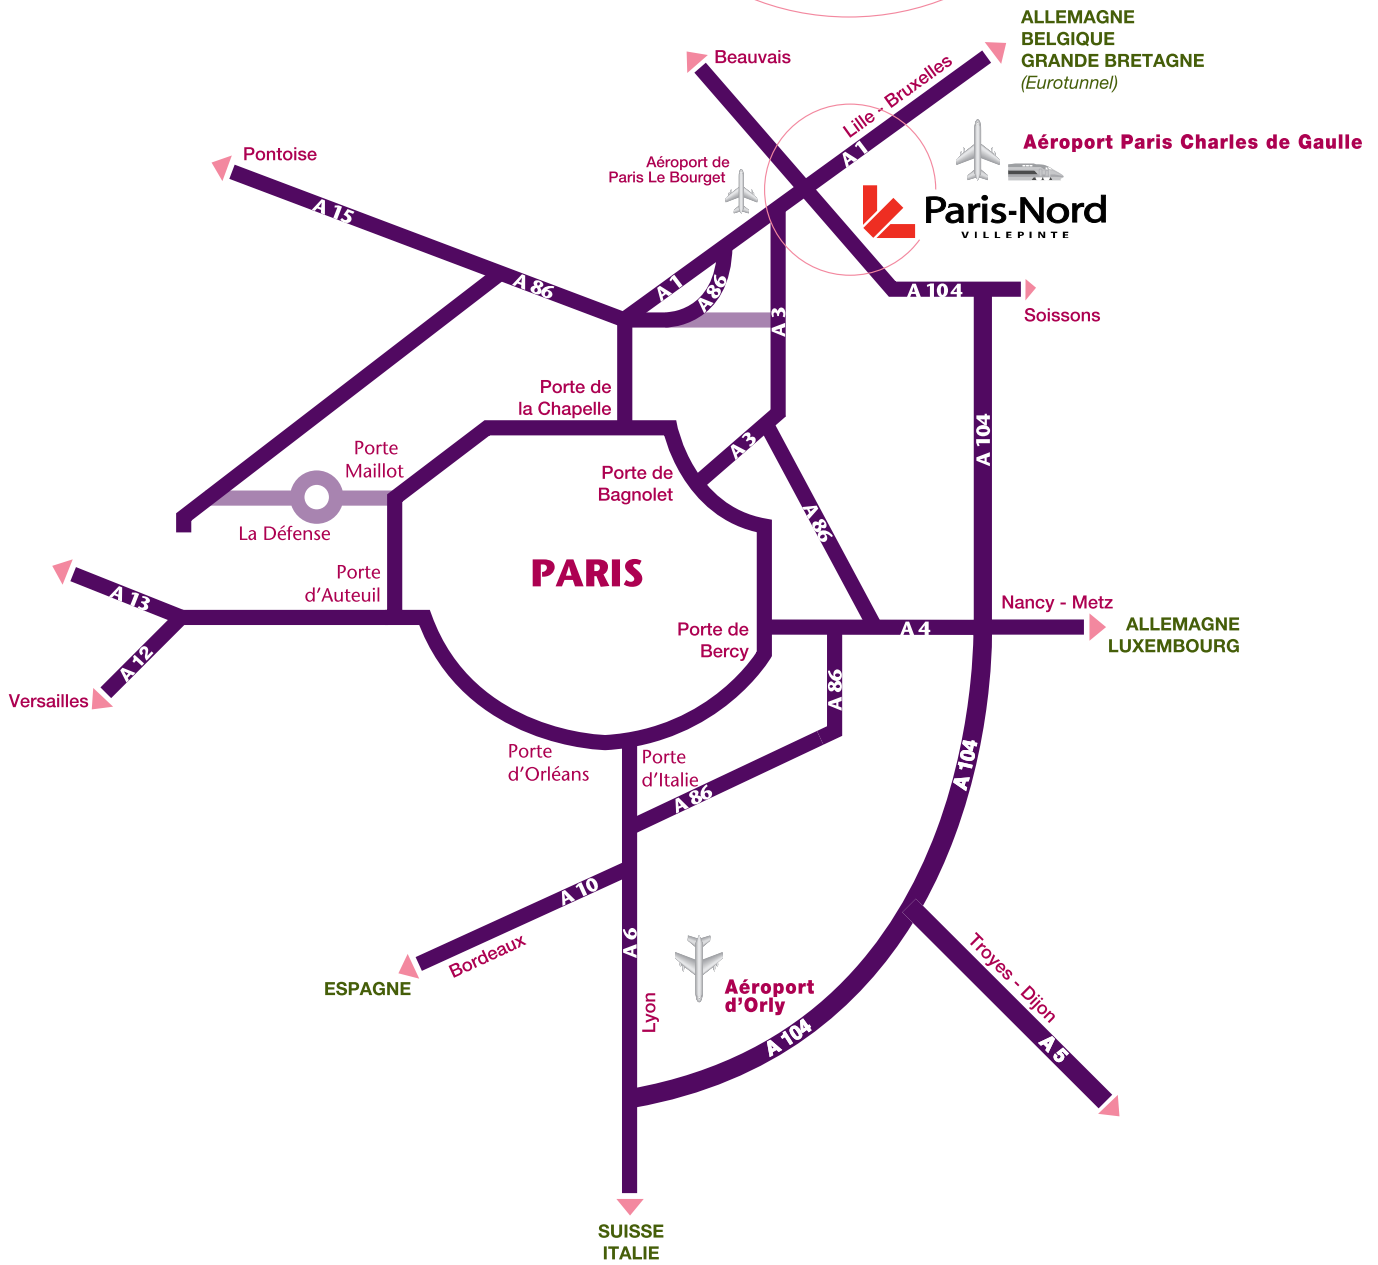 ALLEMAGNE
BELGIQUE
GRANDE BRETAGNE
(Eurotunnel)
Beauvais
Lille - Bruxelles
A 1
Aéroport Paris Charles de Gaulle
Pontoise
Aéroport de
Paris Le Bourget
Paris-Nord
VILLEPINTE
A 15
A 86
A 1
A 86
A 104
A 3
Soissons
Porte de
la Chapelle
A 104
Porte
Maillot
A 3
Porte de
Bagnolet
A 86
La Défense
PARIS
Porte
d'Auteuil
A 13
Nancy - Metz
ALLEMAGNE
LUXEMBOURG
Porte de
Bercy
A 4
A 12
Versailles
A 86
Porte
d'Orléans
Porte
d'Italie
A 86
A 104
A 10
Bordeaux
ESPAGNE
A 6
Lyon
Aéroport
d'Orly
Troyes - Dijon
A 104
A 5
SUISSE
ITALIE